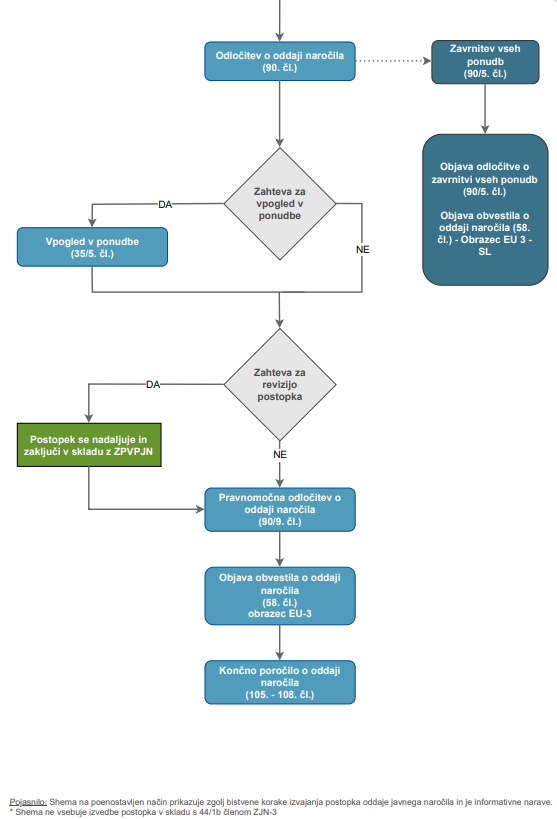 Odločitev o oddaji naročila
(90. čl.)
Zavrnitev vseh
ponudb
(90/5. čl.)
Objava odločitve o
zavrnitvi vseh ponudb
(90/5. čl.)
Objava obvestila o
oddaji naročila (58.
čl.) - Obrazec EU 3 -
SL
Zahteva za
vpogled v
ponudbe
DA
NE
Vpogled v ponudbe
(35/5. čl.)
Zahteva za
revizijo
postopka
DA
NE
Postopek se nadaljuje in
zaključi v skladu z ZPVPJN
Pravnomočna odločitev o
oddaji naročila
(90/9. čl.)
Objava obvestila o oddaji
naročila
(58. čl.)
obrazec EU-3
Končno poročilo o oddaji
naročila
(105. - 108. čl.)
Pojasnilo: Shema na poenostavljen način prikazuje zgolj bistvene korake izvajanja postopka oddaje javnega naročila in je informativne narave.
* Shema ne vsebuje izvedbe postopka v skladu s 44/1b členom ZJN-3